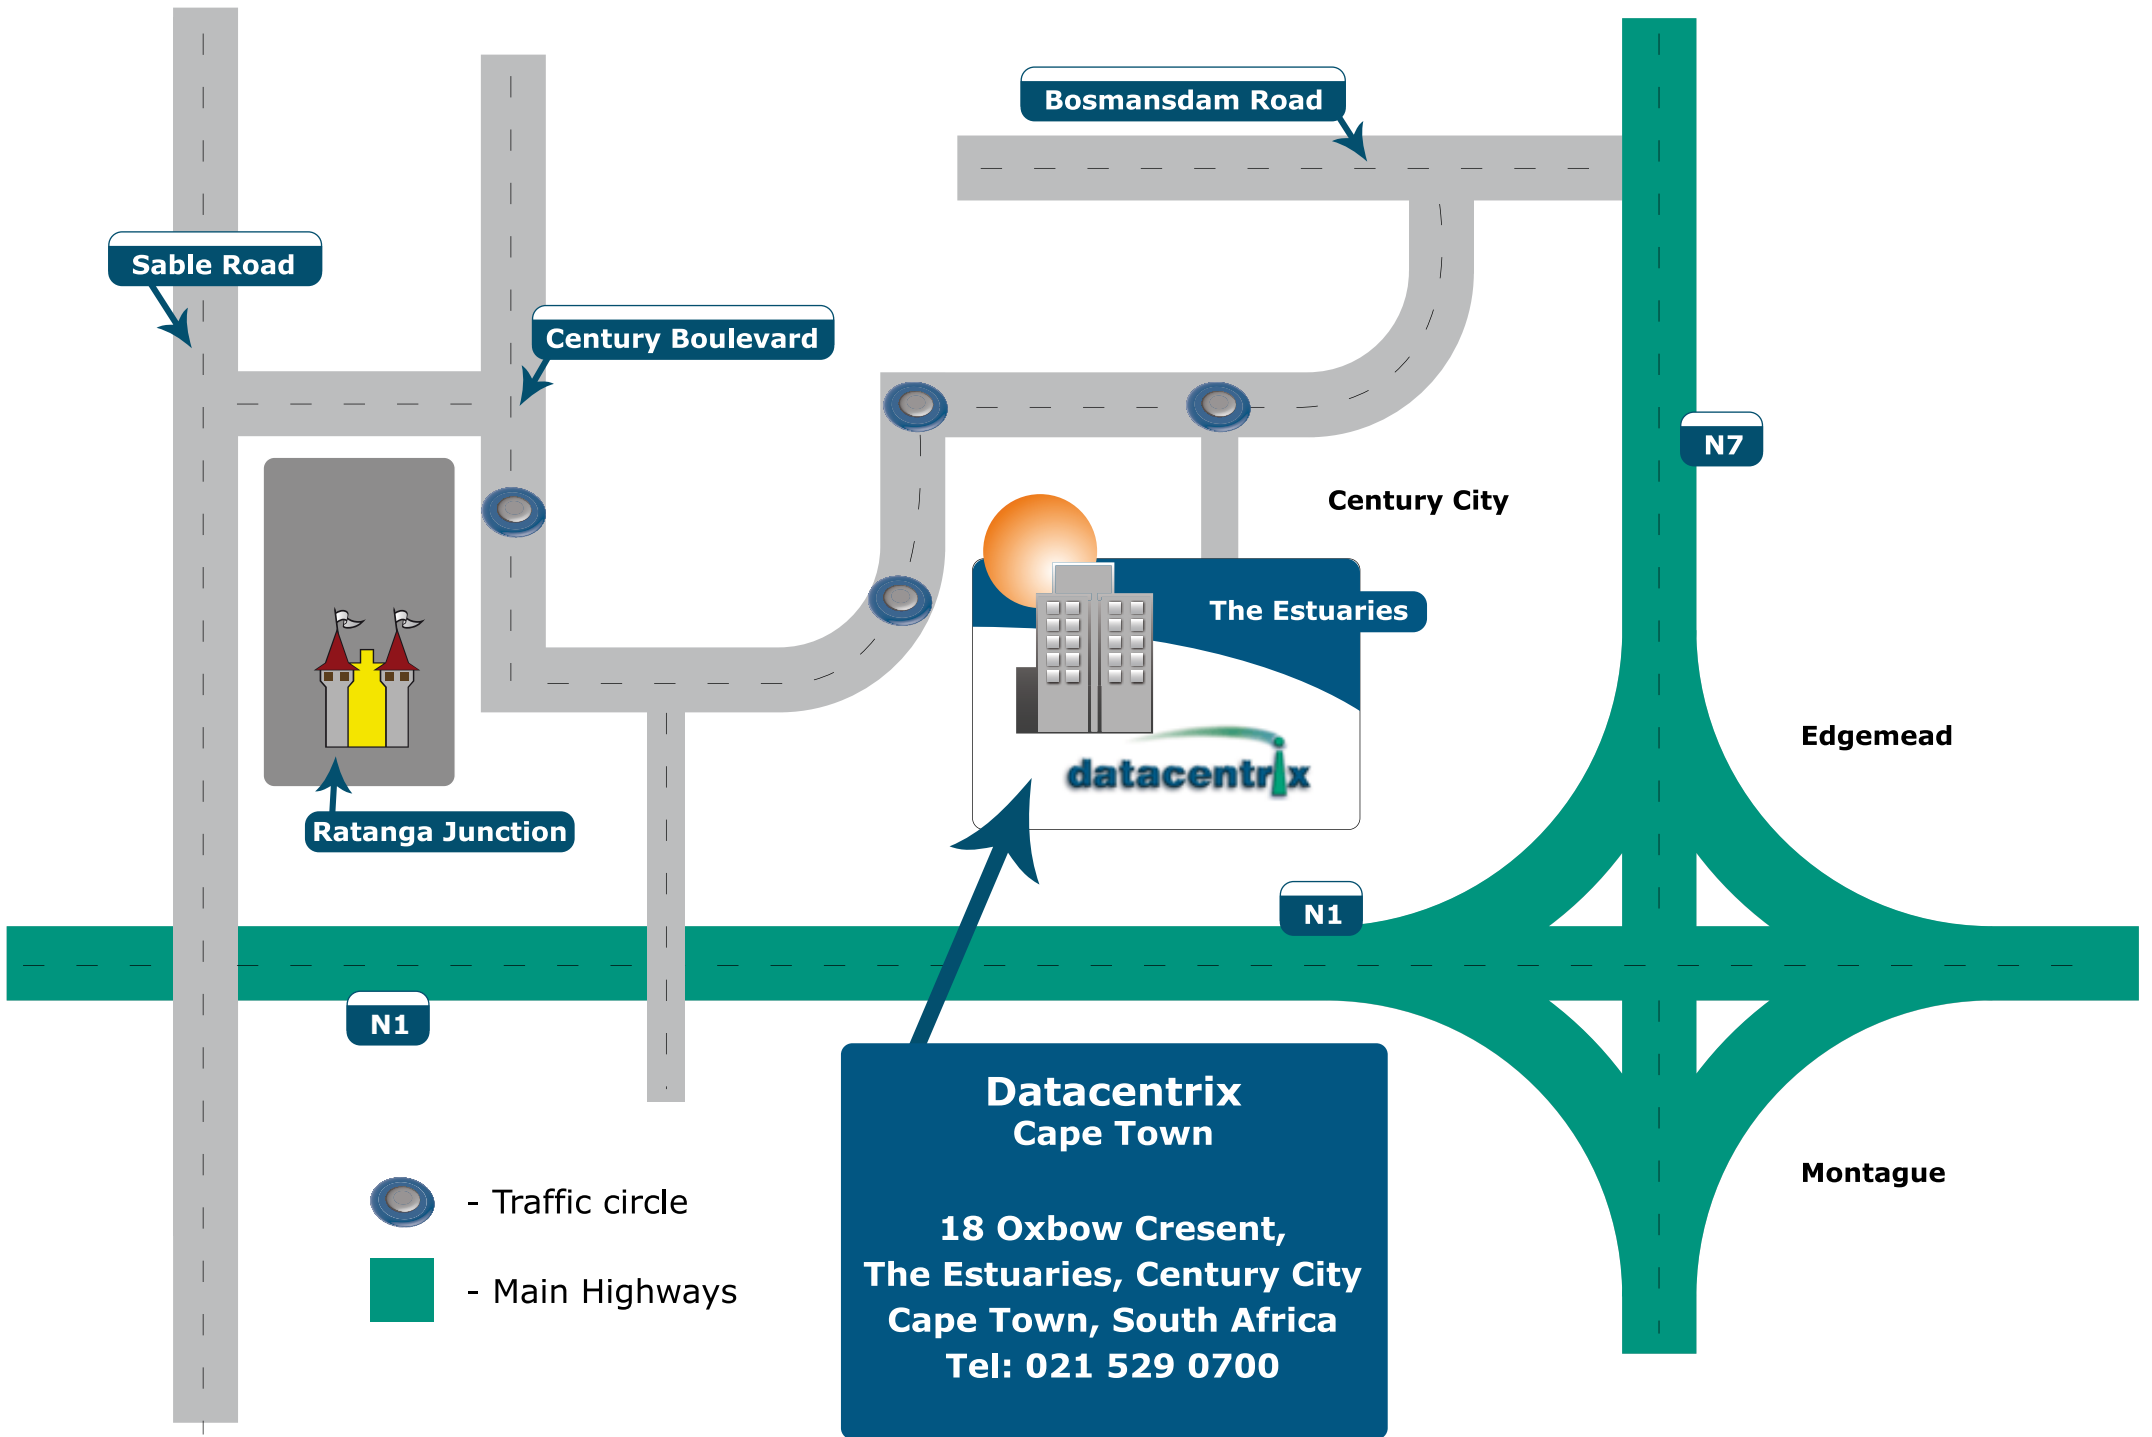 Bosmansdam Road
Sable Road
Century Boulevard
N7
Century City
The Estuaries
Edgemead
datacentrix
Ratanga Junction
N1
N1
Datacentrix
Cape Town
18 Oxbow Cresent,
The Estuaries, Century City
Cape Town, South Africa
Tel: 021 529 0700
Montague
- Traffic circle
- Main Highways